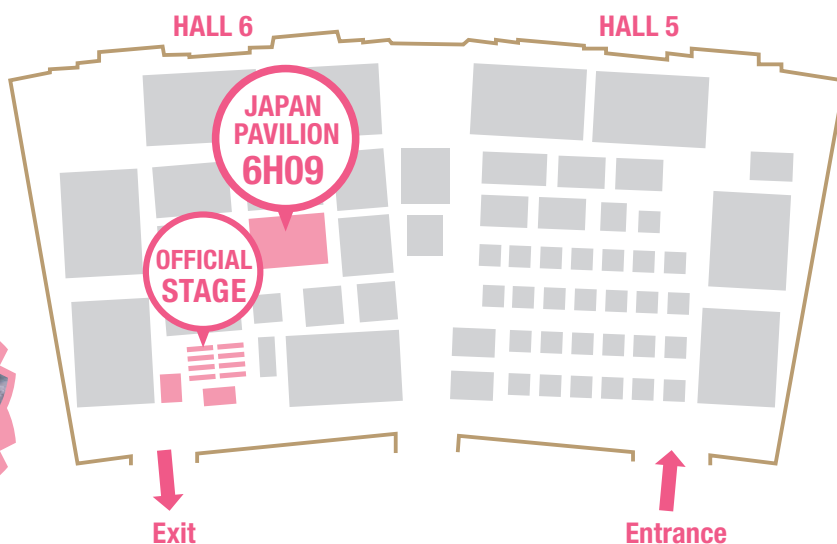 HALL 6
HALL 5
JAPAN
PAVILION
6H09
OFFICIAL
STAGE
Exit
Entrance